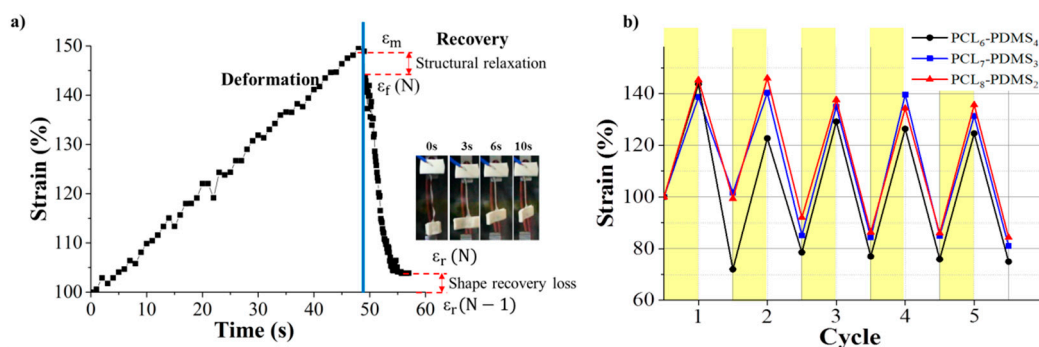 a)
150
140
130
120
110
100
Strain (%)
0
10
20
30
40
50
60
Time (s)
Deformation
εm
Recovery
Structural relaxation
εf (N)
0s
3s
6s
10s
εr (N)
Shape recovery loss
εr(N − 1)
b)
PCL6-PDMS4
PCL7-PDMS3
PCL8-PDMS2
140
120
100
80
60
Strain (%)
1
2
3
4
5
Cycle